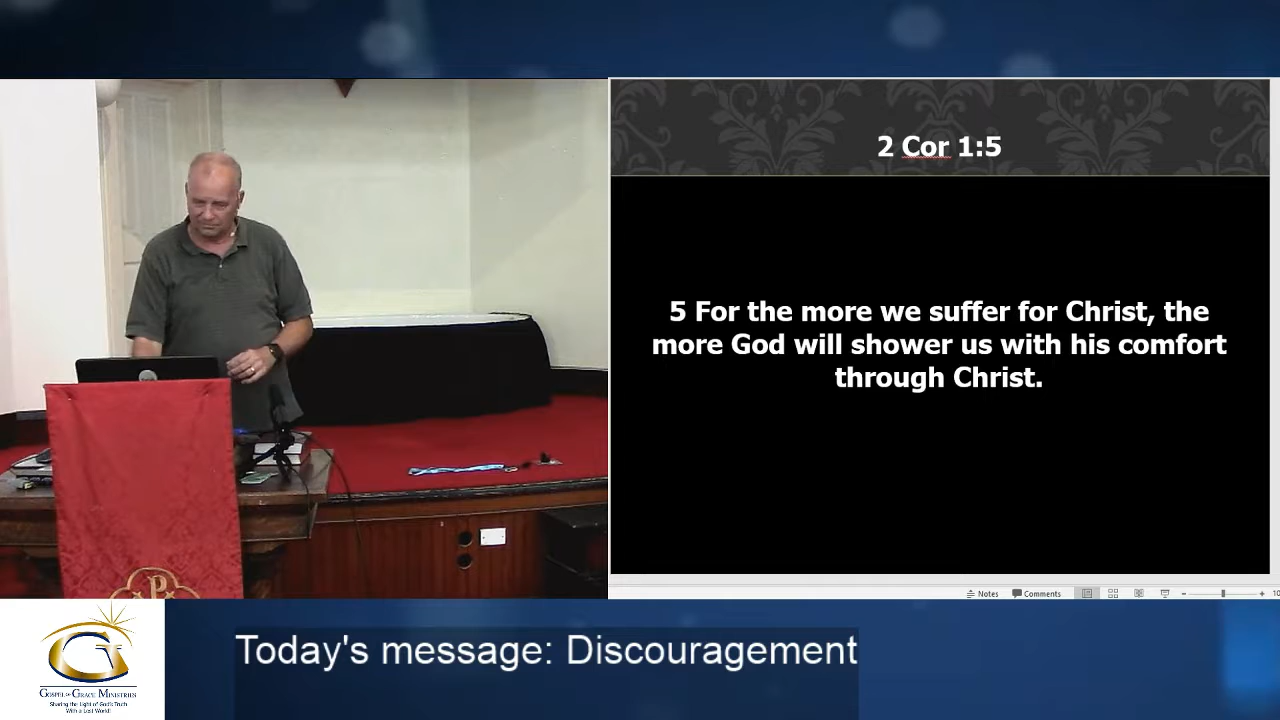 2 Cor 1:5
5 For the more we suffer for Christ, the
more God will shower us with his comfort
through Christ.
Notes
Comments
10
Today's message: Discouragement
G
GOSPEL OF GRACE MINISTRIES
Sharing the Light of God's Truth
With a Lost World!
P